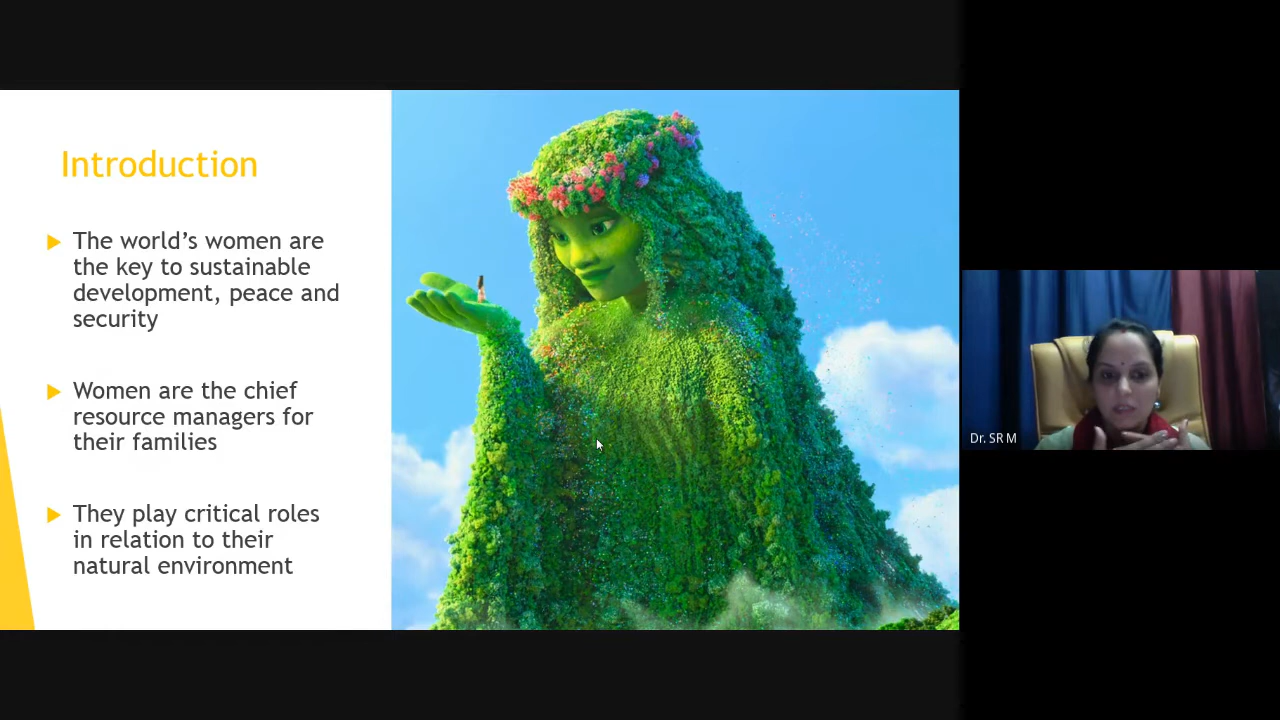 Introduction
The world’s women are
the key to sustainable
development, peace and
security
Women are the chief
resource managers for
their families
They play critical roles
in relation to their
natural environment
Dr. SR M